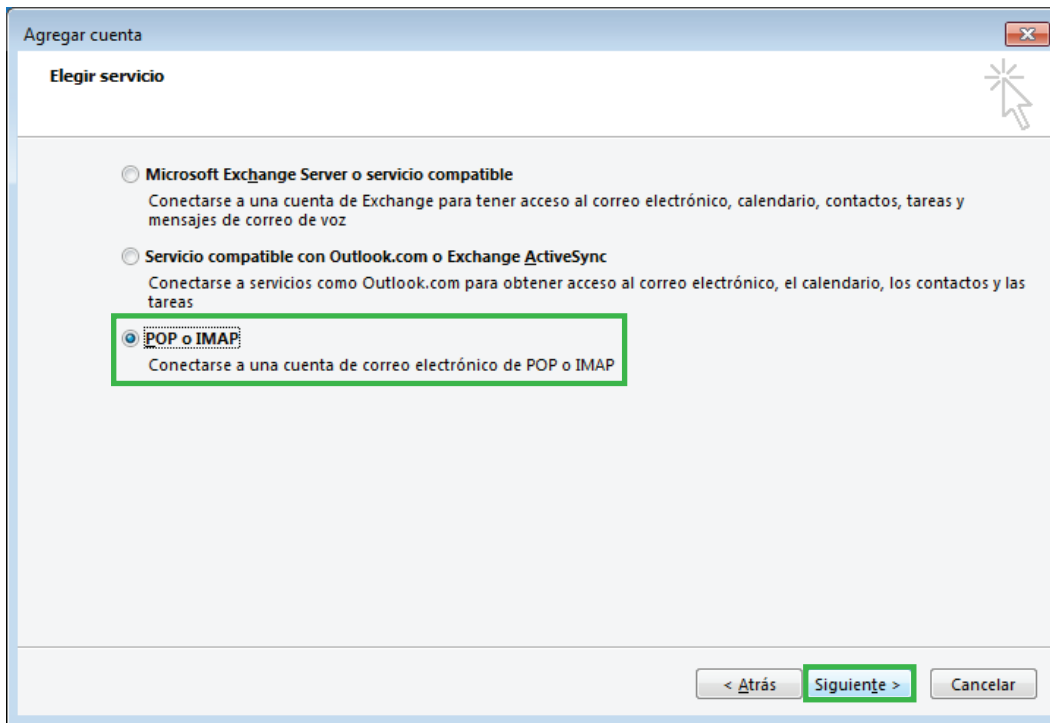 Agregar cuenta
Elegir servicio
Microsoft Exchange Server o servicio compatible
Conectarse a una cuenta de Exchange para tener acceso al correo electrónico, calendario, contactos, tareas y
mensajes de correo de voz
Servicio compatible con Outlook.com o Exchange ActiveSync
Conectarse a servicios como Outlook.com para obtener acceso al correo electrónico, el calendario, los contactos y las
tareas
POP o IMAP
Conectarse a una cuenta de correo electrónico de POP o IMAP
< Atrás Siguiente > Cancelar